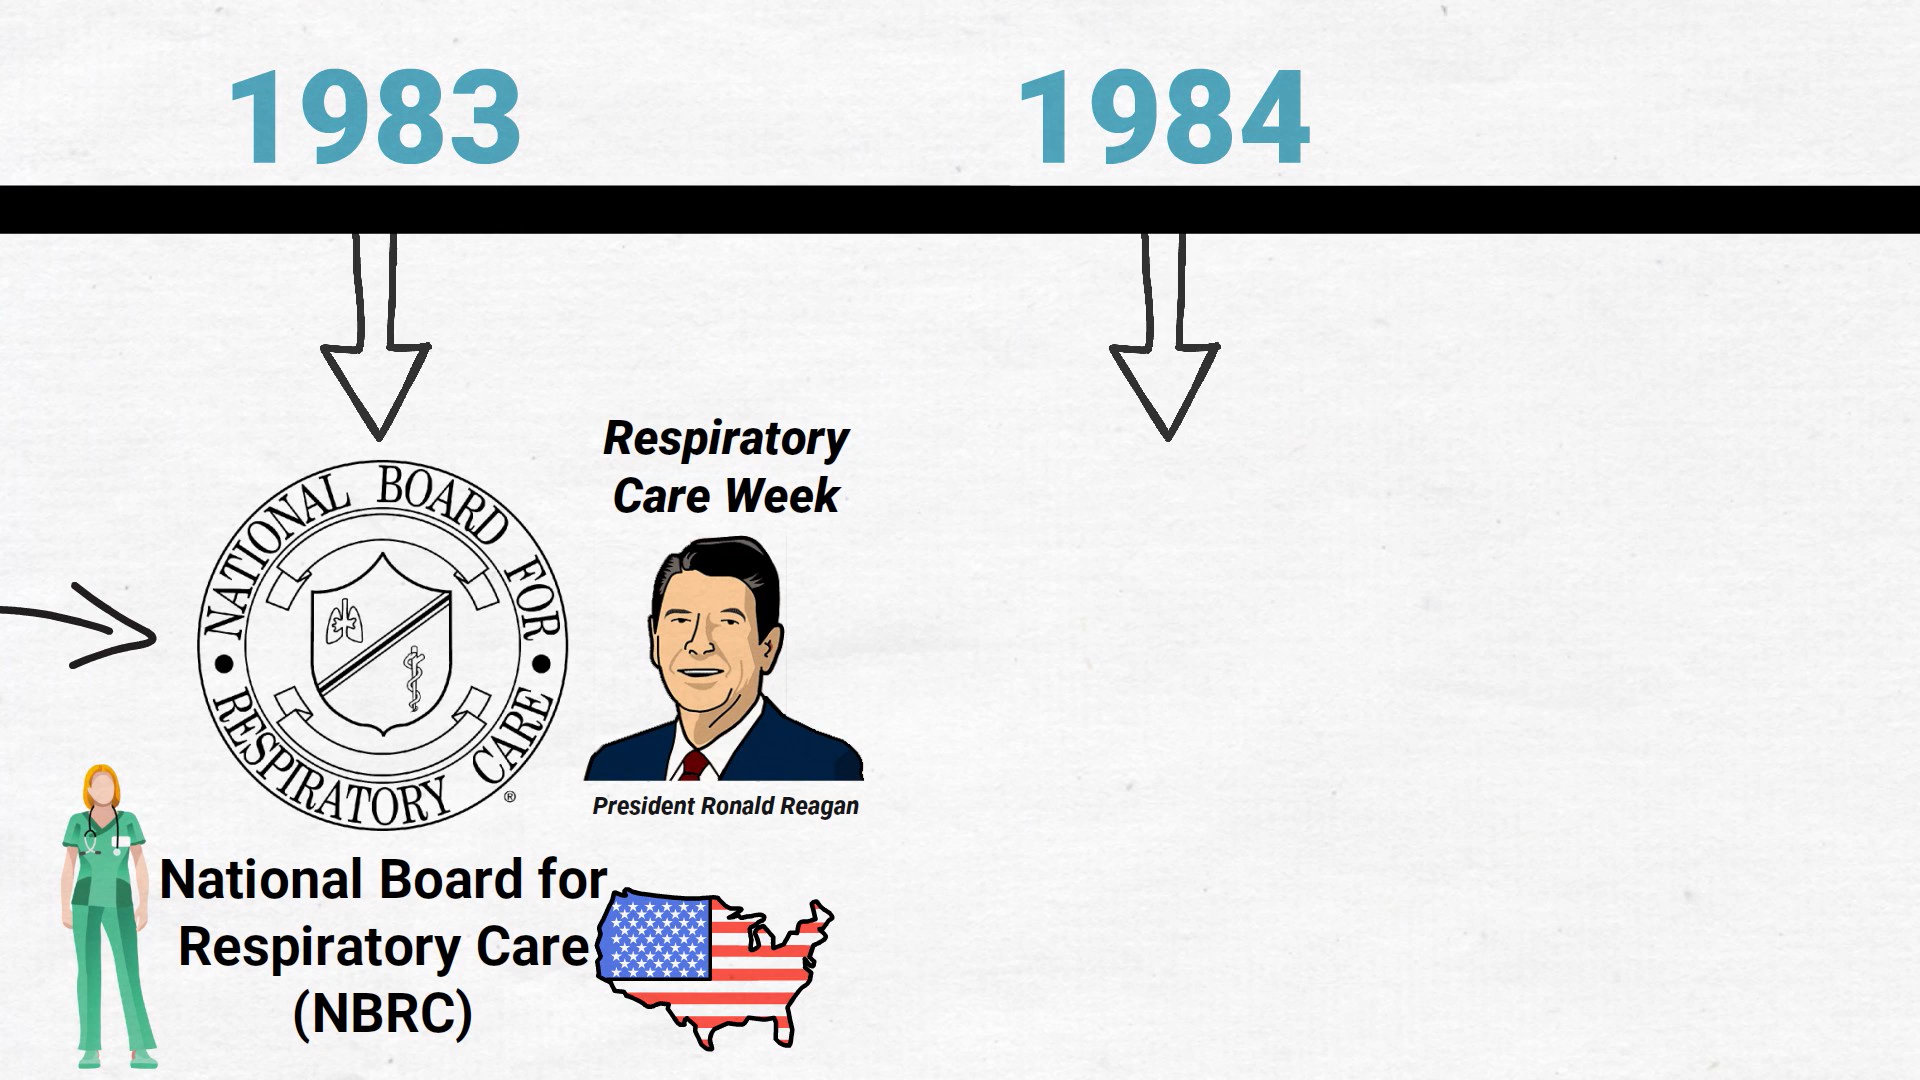 1983
1984
Respiratory
Care Week
NATIONAL BOARD FOR
RESPIRATORY CARE
®
President Ronald Reagan
National Board for
Respiratory Care
(NBRC)